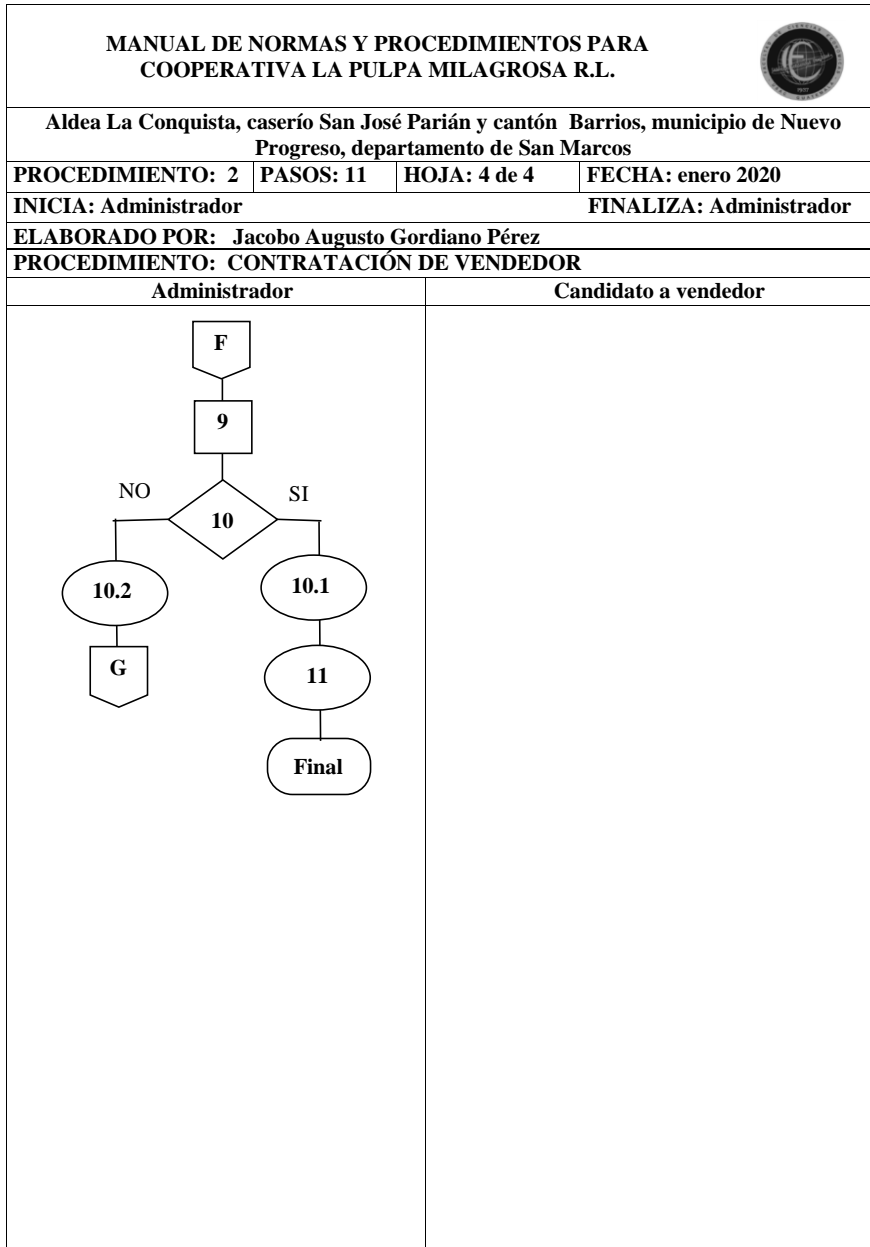 MANUAL DE NORMAS Y PROCEDIMIENTOS PARA
COOPERATIVA LA PULPA MILAGROSA R.L.
Aldea La Conquista, caserío San José Parián y cantón Barrios, municipio de Nuevo
Progreso, departamento de San Marcos
PROCEDIMIENTO: 2 PASOS: 11 HOJA: 4 de 4 FECHA: enero 2020
INICIA: Administrador FINALIZA: Administrador
ELABORADO POR: Jacobo Augusto Gordiano Pérez
PROCEDIMIENTO: CONTRATACIÓN DE VENDEDOR
Administrador Candidato a vendedor
F
9
NO SI
10
10.2 10.1
G 11
Final